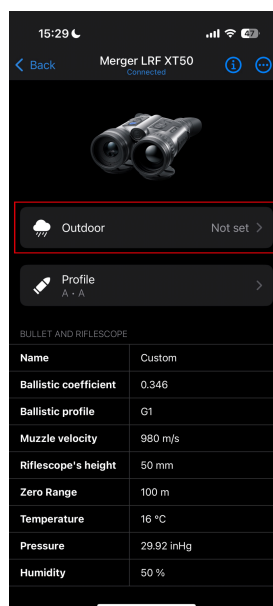 15:29
47
Back
Merger LRF XT50
Connected
Outdoor
Not set
Profile
A - A
BULLET AND RIFLESCOPE
Name Custom
Ballistic coefficient 0.346
Ballistic profile G1
Muzzle velocity 980 m/s
Riflescope's height 50 mm
Zero Range 100 m
Temperature 16 °C
Pressure 29.92 inHg
Humidity 50 %